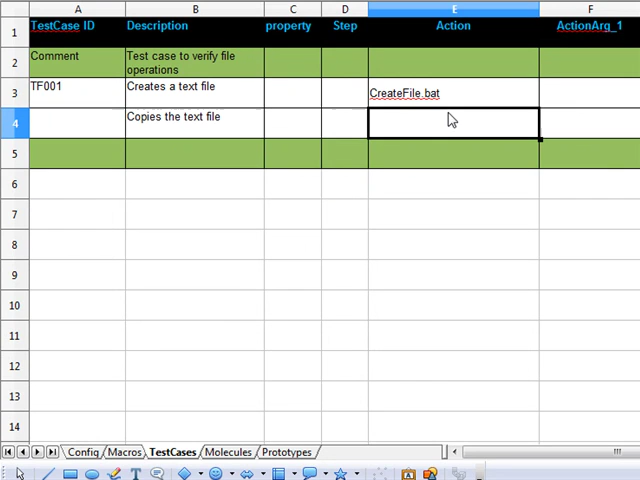 A B C D E F
1 TestCase ID Description property Step Action ActionArg_1
2 Comment Test case to verify file
operations
3 TF001 Creates a text file CreateFile.bat
4 Copies the text file
5
6
7
8
9
10
11
12
13
14
Config Macros TestCases Molecules Prototypes
T
A